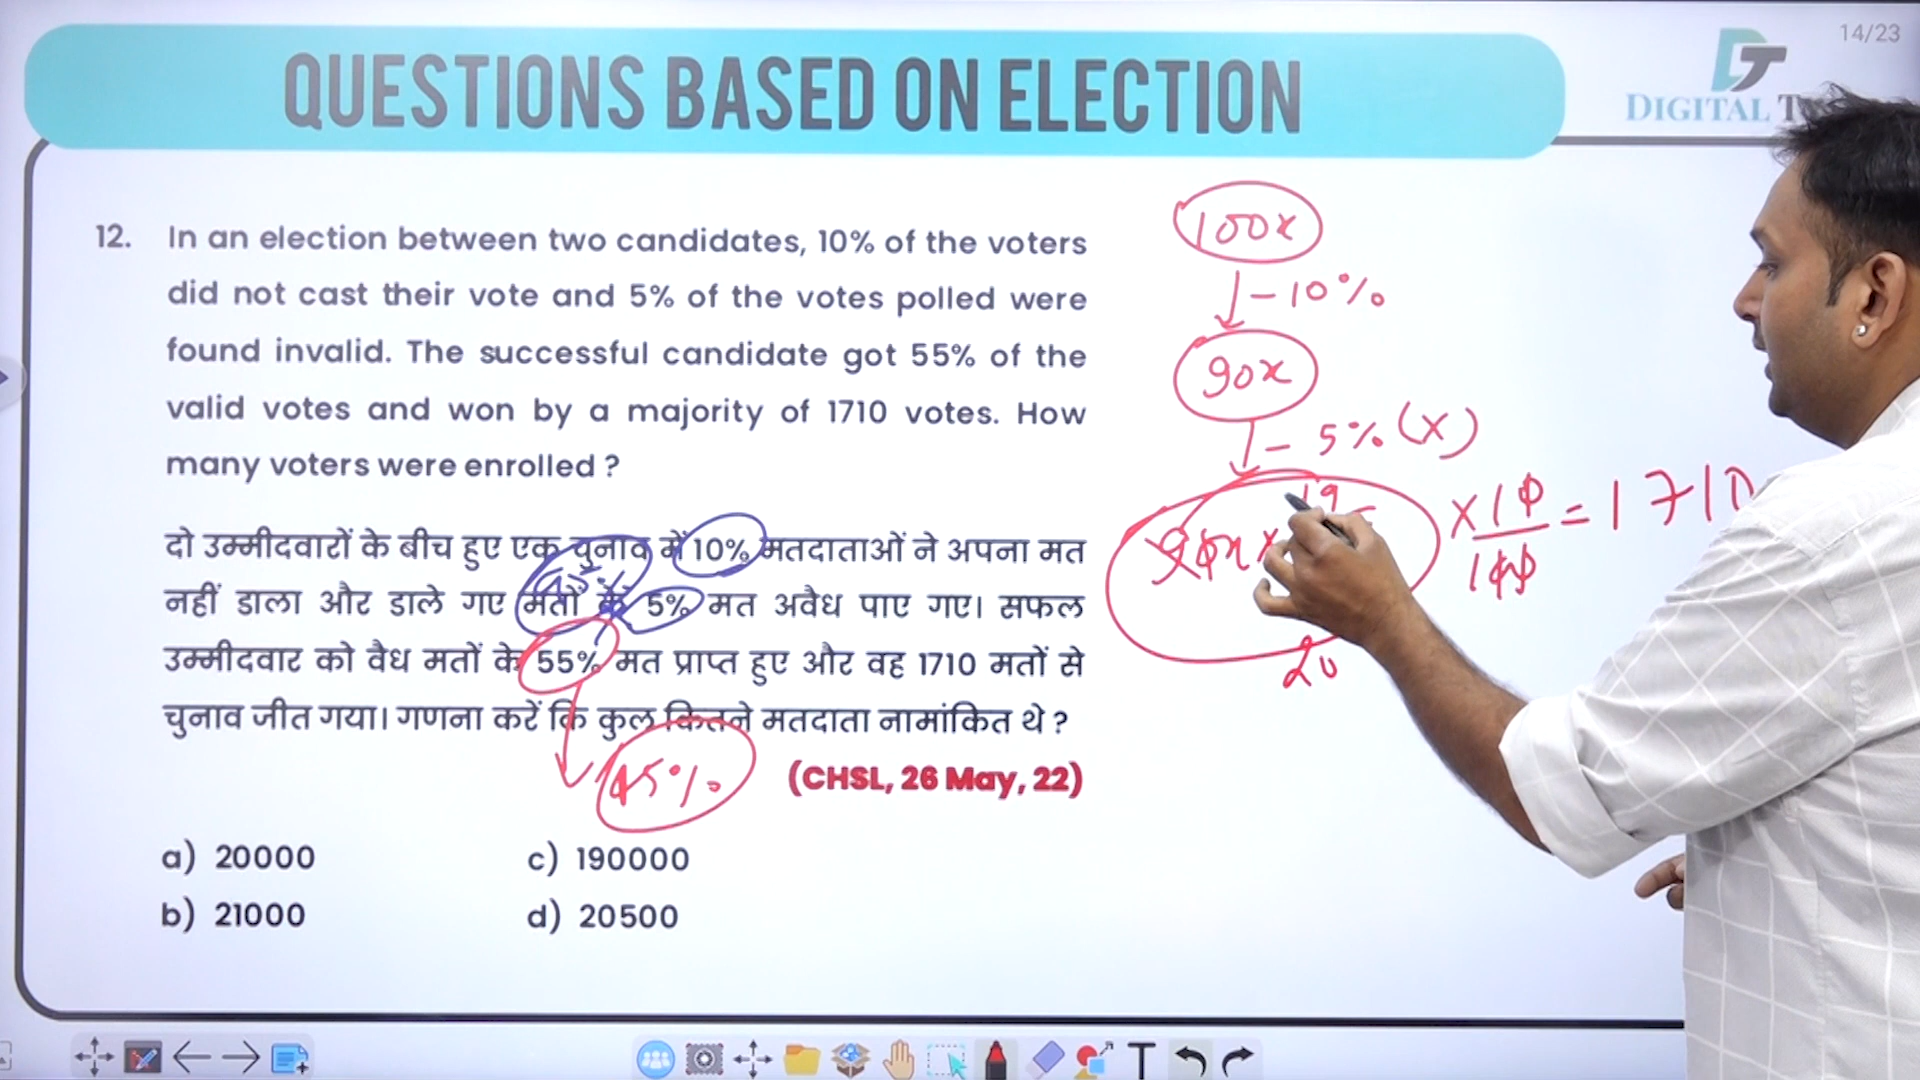 14/23
QUESTIONS BASED ON ELECTION
DIGITAL
12. In an election between two candidates, 10% of the voters
did not cast their vote and 5% of the votes polled were
found invalid. The successful candidate got 55% of the
valid votes and won by a majority of 1710 votes. How
many voters were enrolled ?
दो उम्मीदवारों के बीच हुए एक चुनाव में 10% मतदाताओं ने अपना मत
नहीं डाला और डाले गए मतों के 5% मत अवैध पाए गए। सफल
उम्मीदवार को वैध मतों के 55% मत प्राप्त हुए और वह 1710 मतों से
चुनाव जीत गया। गणना करें कि कुल कितने मतदाता नामांकित थे ?
45%
(CHSL, 26 May, 22)
a) 20000
c) 190000
b) 21000
d) 20500
100x
-10%
90x
-5% (X)
19
90x ×
20
× 10 = 1710
100
T